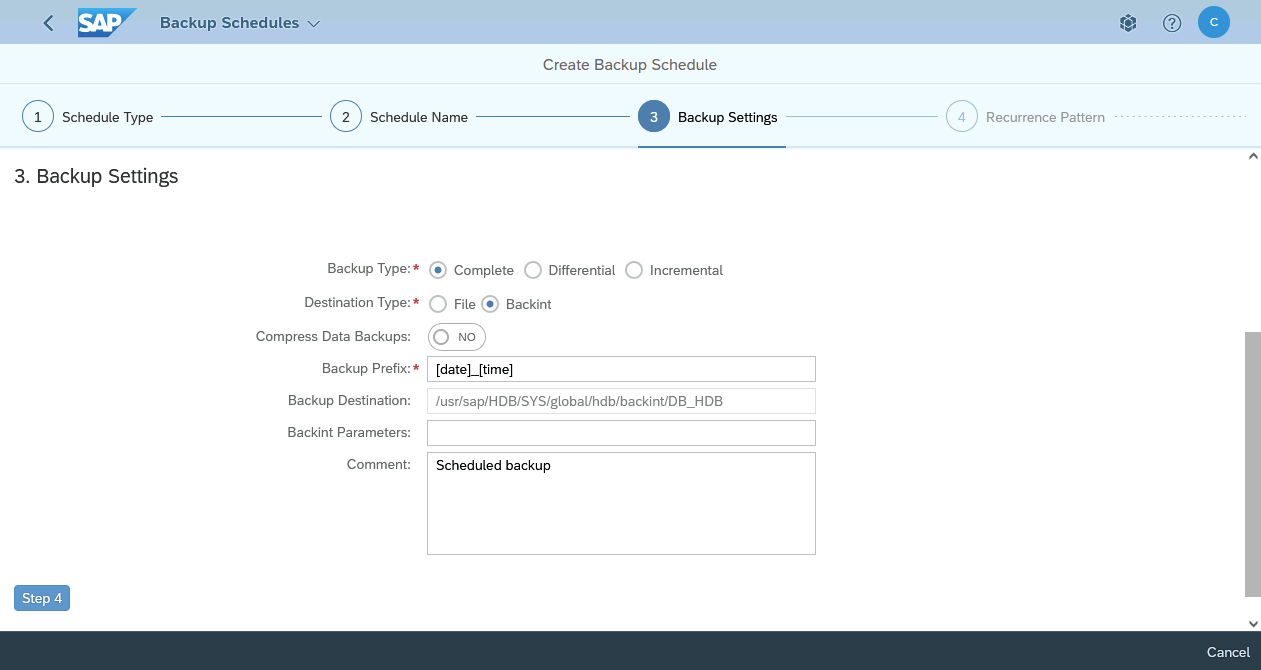 SAP Backup Schedules C
Create Backup Schedule
1 Schedule Type 2 Schedule Name 3 Backup Settings 4 Recurrence Pattern
3. Backup Settings
Backup Type:* Complete Differential Incremental
Destination Type:* File Backint
Compress Data Backups: NO
Backup Prefix:* [date]_[time]
Backup Destination: /usr/sap/HDB/SYS/global/hdb/backint/DB_HDB
Backint Parameters:
Comment: Scheduled backup
Step 4
Cancel